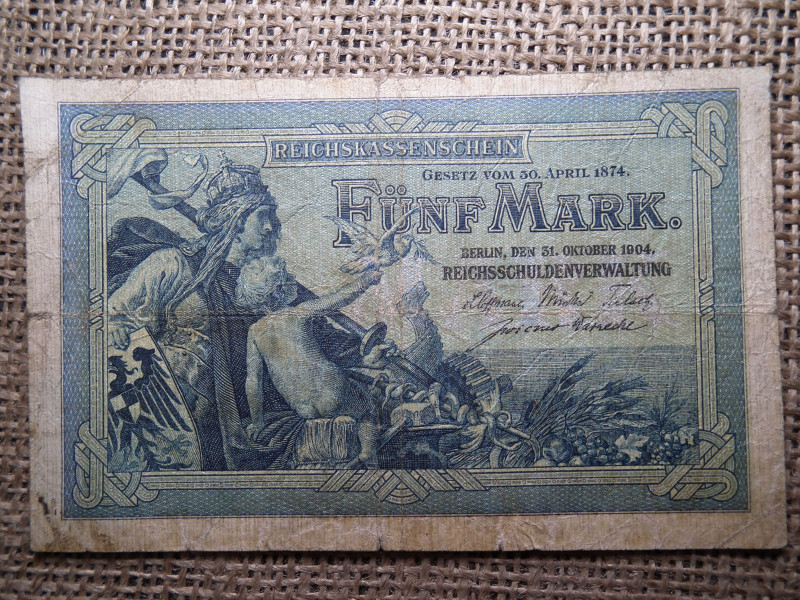 REICHSKASSENSCHEIN
GESETZ VOM 30. APRIL 1874.
FÜNF MARK.
BERLIN, DEN 31. OKTOBER 1904.
REICHSSCHULDENVERWALTUNG